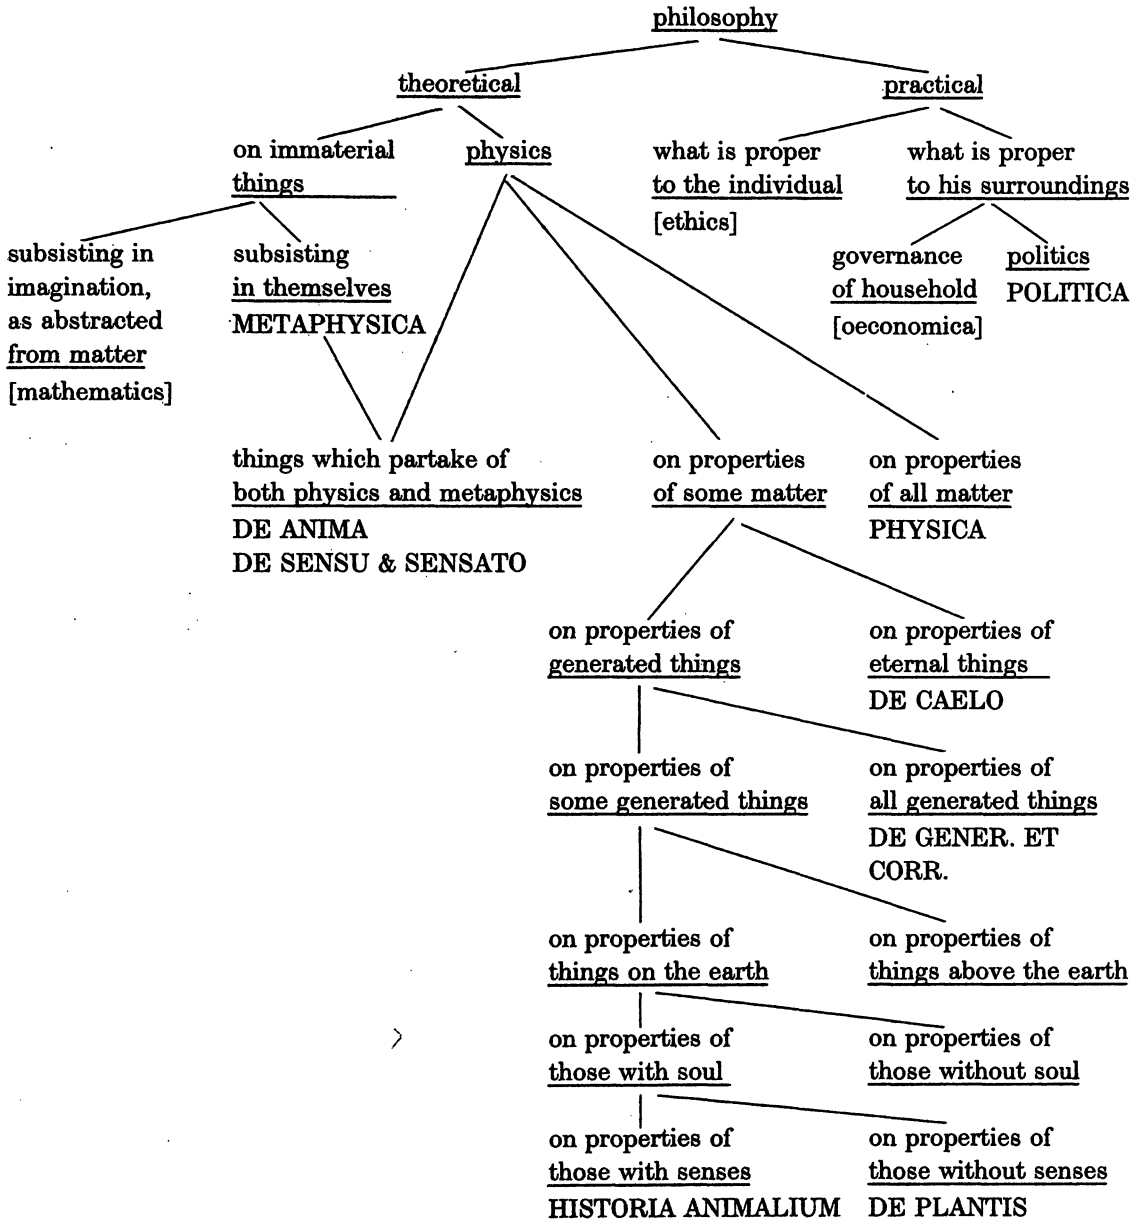 philosophy
theoretical
practical
on immaterial
things
physics
what is proper
to the individual
[ethics]
what is proper
to his surroundings
subsisting in
imagination,
as abstracted
from matter
[mathematics]
subsisting
in themselves
METAPHYSICA
governance
of household
[oeconomica]
politics
POLITICA
things which partake of
both physics and metaphysics
DE ANIMA
DE SENSU & SENSATO
on properties
of some matter
on properties
of all matter
PHYSICA
on properties of
generated things
on properties of
eternal things
DE CAELO
on properties of
some generated things
on properties of
all generated things
DE GENER. ET
CORR.
on properties of
things on the earth
on properties of
things above the earth
on properties of
those with soul
on properties of
those without soul
on properties of
those with senses
HISTORIA ANIMALIUM
on properties of
those without senses
DE PLANTIS